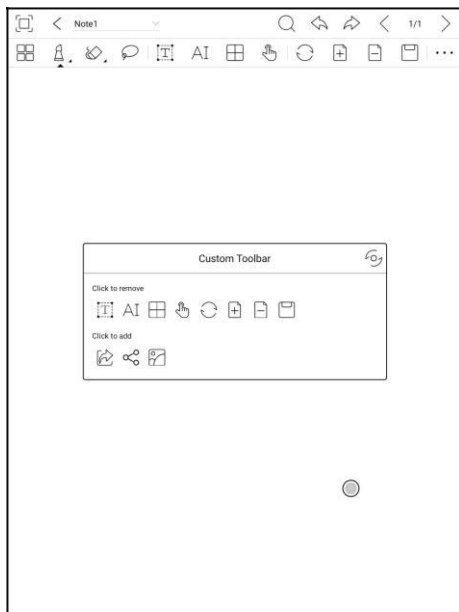 Note1 1/1
T AI
Custom Toolbar
Click to remove
T AI
Click to add